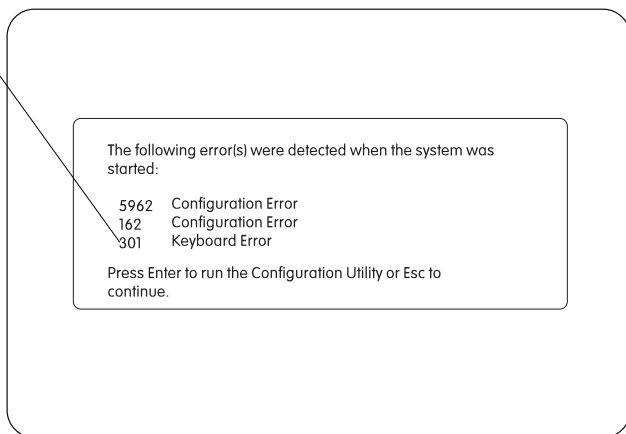 The following error(s) were detected when the system was
started:
5962 Configuration Error
162 Configuration Error
301 Keyboard Error
Press Enter to run the Configuration Utility or Esc to
continue.